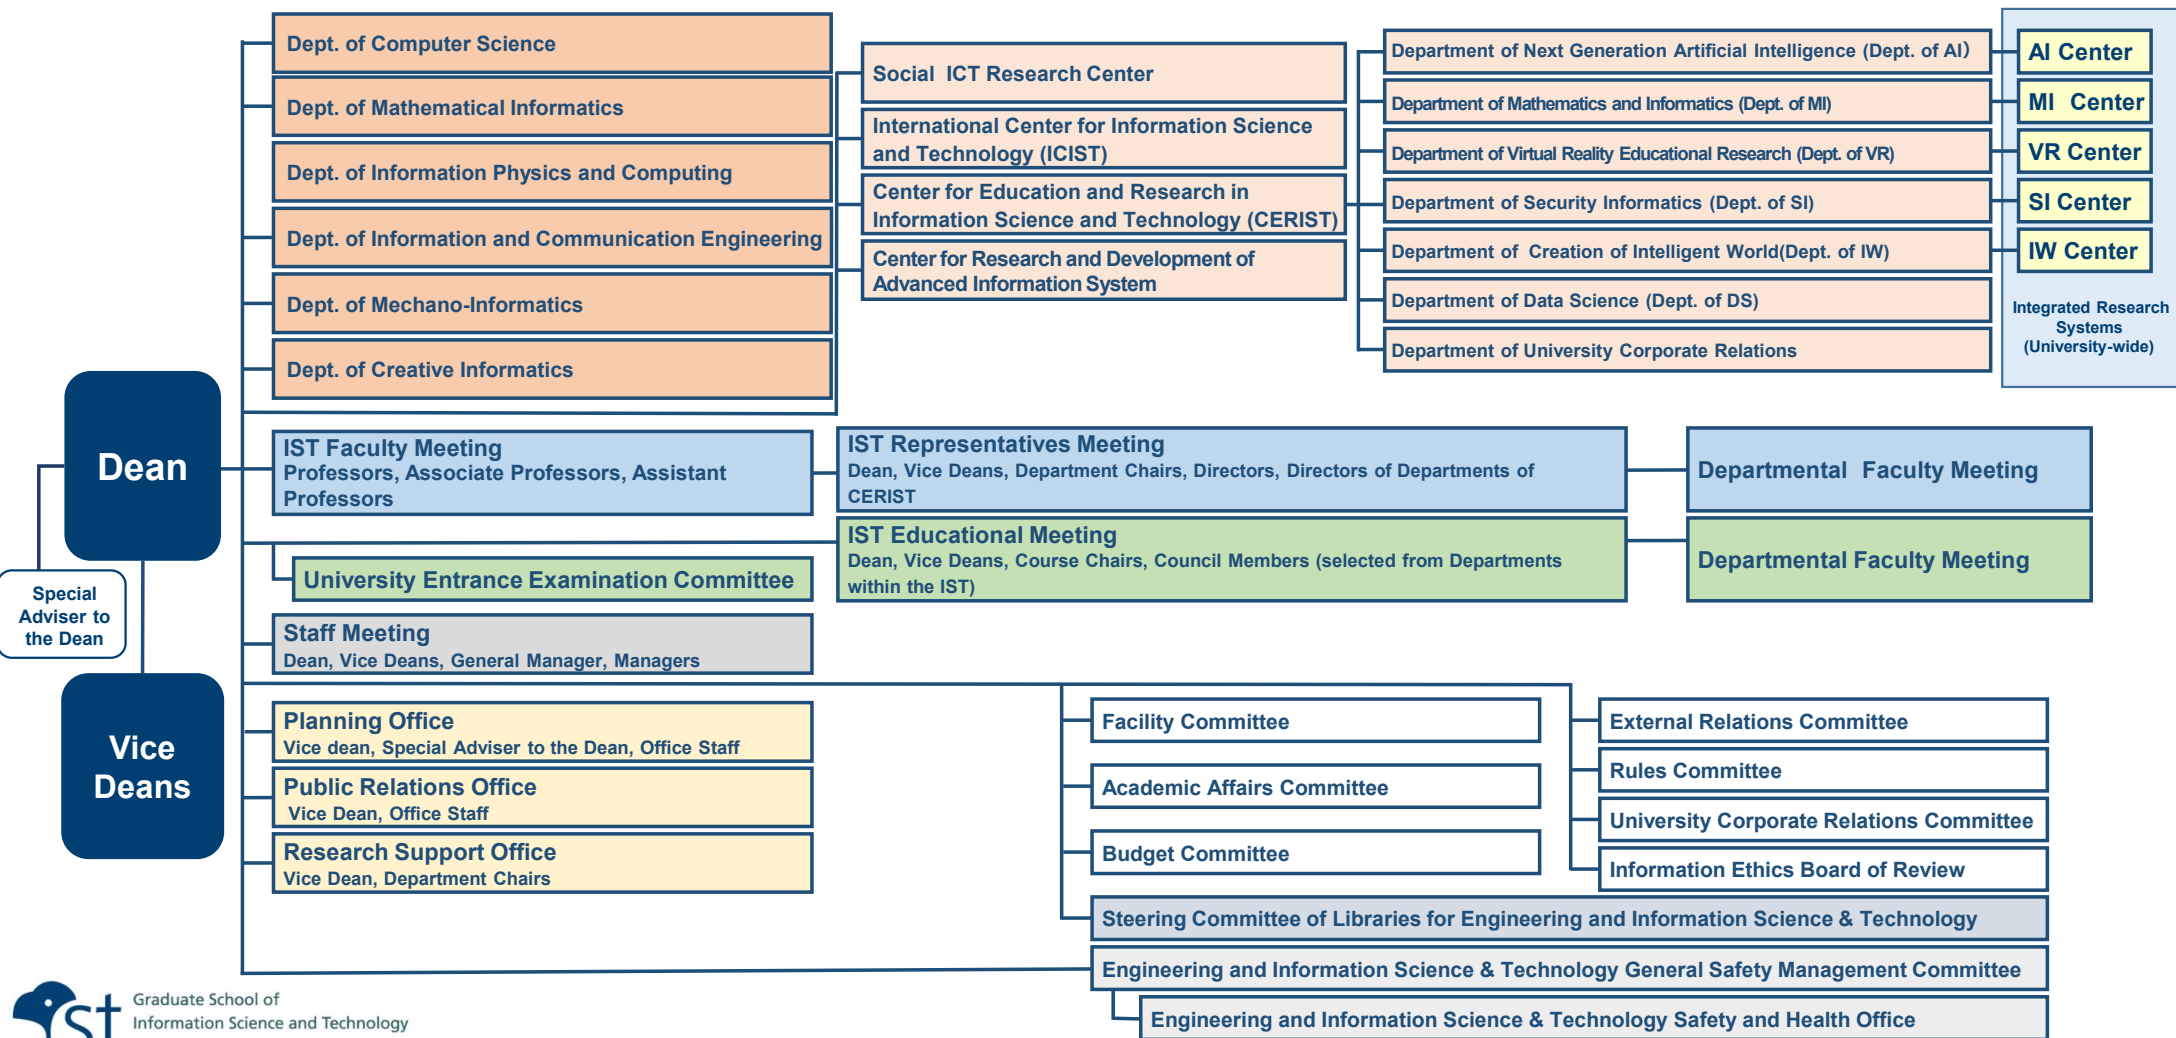 Dept. of Computer Science
Dept. of Mathematical Informatics
Dept. of Information Physics and Computing
Dept. of Information and Communication Engineering
Dept. of Mechano-Informatics
Dept. of Creative Informatics
Social ICT Research Center
International Center for Information Science
and Technology (ICIST)
Center for Education and Research in
Information Science and Technology (CERIST)
Center for Research and Development of
Advanced Information System
Department of Next Generation Artificial Intelligence (Dept. of AI)
Department of Mathematics and Informatics (Dept. of MI)
Department of Virtual Reality Educational Research (Dept. of VR)
Department of Security Informatics (Dept. of SI)
Department of Creation of Intelligent World(Dept. of IW)
Department of Data Science (Dept. of DS)
Department of University Corporate Relations
AI Center
MI Center
VR Center
SI Center
IW Center
Integrated Research
Systems
(University-wide)
Dean
Special
Adviser to
the Dean
Vice
Deans
IST Faculty Meeting
Professors, Associate Professors, Assistant
Professors
IST Representatives Meeting
Dean, Vice Deans, Department Chairs, Directors, Directors of Departments of
CERIST
Departmental Faculty Meeting
IST Educational Meeting
Dean, Vice Deans, Course Chairs, Council Members (selected from Departments
within the IST)
Departmental Faculty Meeting
University Entrance Examination Committee
Staff Meeting
Dean, Vice Deans, General Manager, Managers
Planning Office
Vice dean, Special Adviser to the Dean, Office Staff
Public Relations Office
Vice Dean, Office Staff
Research Support Office
Vice Dean, Department Chairs
Facility Committee
Academic Affairs Committee
Budget Committee
External Relations Committee
Rules Committee
University Corporate Relations Committee
Information Ethics Board of Review
Steering Committee of Libraries for Engineering and Information Science & Technology
Engineering and Information Science & Technology General Safety Management Committee
Engineering and Information Science & Technology Safety and Health Office
ist
Graduate School of
Information Science and Technology